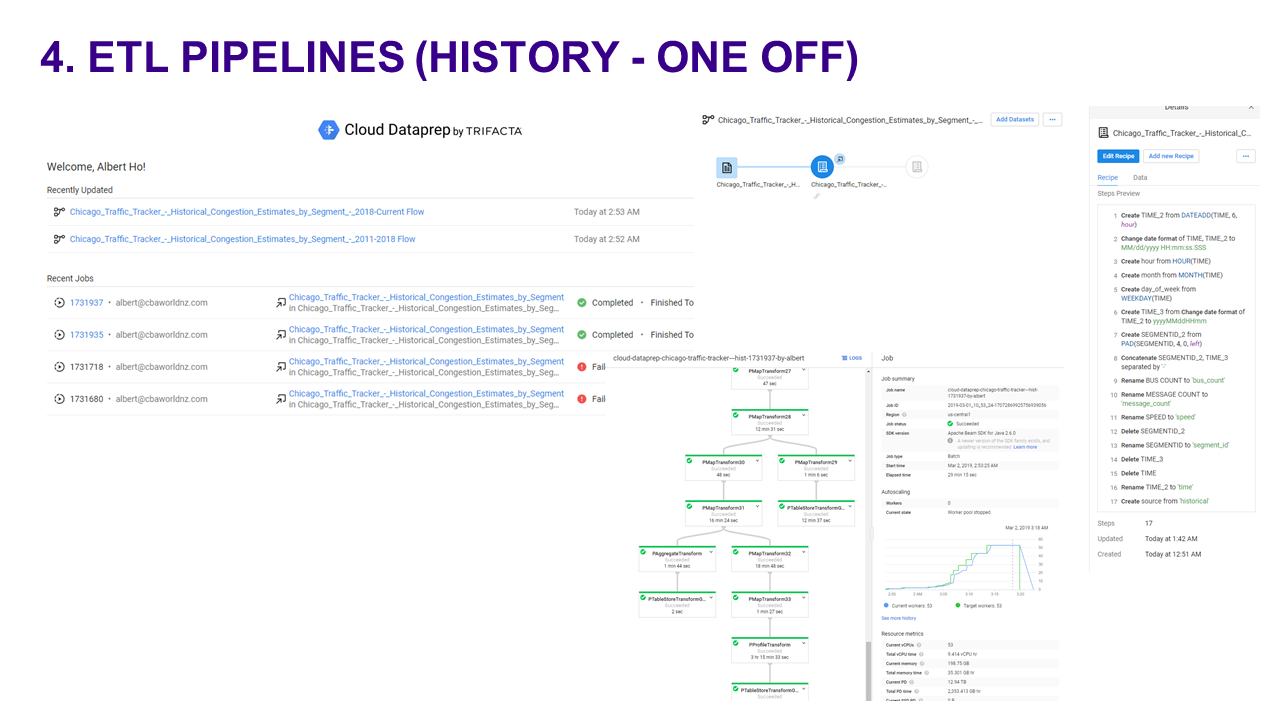 4. ETL PIPELINES (HISTORY - ONE OFF)
Cloud Dataprep by TRIFACTA
Welcome, Albert Ho!
Recently Updated
Chicago_Traffic_Tracker_-_Historical_Congestion_Estimates_by_Segment_-_2018-Current Flow Today at 2:53 AM
Chicago_Traffic_Tracker_-_Historical_Congestion_Estimates_by_Segment_-_2011-2018 Flow Today at 2:52 AM
Recent Jobs
1731937 • albert@cbaworldnz.com Chicago_Traffic_Tracker_-_Historical_Congestion_Estimates_by_Segment Completed • Finished To
in Chicago_Traffic_Tracker_-_Historical_Congestion_Estimates_by_Seg...
1731935 • albert@cbaworldnz.com Chicago_Traffic_Tracker_-_Historical_Congestion_Estimates_by_Segment Completed • Finished To
in Chicago_Traffic_Tracker_-_Historical_Congestion_Estimates_by_Seg...
1731718 • albert@cbaworldnz.com Chicago_Traffic_Tracker_-_Historical_Congestion_Estimates_by_Segment Fail
in Chicago_Traffic_Tracker_-_Historical_Congestion_Estimates_by_Seg...
1731680 • albert@cbaworldnz.com Chicago_Traffic_Tracker_-_Historical_Congestion_Estimates_by_Segment Fail
in Chicago_Traffic_Tracker_-_Historical_Congestion_Estimates_by_Seg...
Chicago_Traffic_Tracker_-_Historical_Congestion_Estimates_by_Segment_-_... Add Datasets ...
Chicago_Traffic_Tracker_-_H... Chicago_Traffic_Tracker_-...
cloud-dataprep-chicago-traffic-tracker---hist-1731937-by-albert LOGS
PMapTransform27
Succeeded
47 sec
PMapTransform28
Succeeded
12 min 31 sec
PMapTransform30
Succeeded
48 sec
PMapTransform29
Succeeded
1 min 6 sec
PMapTransform31
Succeeded
16 min 24 sec
PTableStoreTransformG...
Succeeded
12 min 37 sec
PAggregateTransform
Succeeded
1 min 44 sec
PMapTransform32
Succeeded
18 min 48 sec
PTableStoreTransformG...
Succeeded
2 sec
PMapTransform33
Succeeded
1 min 27 sec
PProfileTransform
Succeeded
3 hr 15 min 33 sec
PTableStoreTransformG...
Job
Job summary
Job name cloud-dataprep-chicago-traffic-tracker---hist-
1731937-by-albert
Job ID
Region us-central1
Job status Succeeded
SDK version Apache Beam SDK for Java 2.6.0
A newer version of the SDK family exists, and
updating is recommended. Learn more
Job type Batch
Start time Mar 2, 2019, 2:53:25 AM
Elapsed time 29 min 15 sec
Autoscaling
Workers 0
Current state Worker pool stopped.
Mar 2, 2019 3:18 AM
60
50
40
30
20
10
0
Current workers: 53 Target workers: 53
See more history
Resource metrics
Current vCPUs 53
Total vCPU time 9.414 vCPU hr
Current memory 198.75 GB
Total memory time 35.301 GB hr
Current PD 12.94 TB
Total PD time 2,353.413 GB hr
Details
Chicago_Traffic_Tracker_-_Historical_C...
Edit Recipe Add new Recipe ...
Recipe Data
Steps Preview
1 Create TIME_2 from DATEADD(TIME, 6,
hour)
2 Change date format of TIME, TIME_2 to
MM/dd/yyyy HH:mm:ss.SSS
3 Create hour from HOUR(TIME)
4 Create month from MONTH(TIME)
5 Create day_of_week from
WEEKDAY(TIME)
6 Create TIME_3 from Change date format of
TIME_2 to yyyyMMddHHmm
7 Create SEGMENTID_2 from
PAD(SEGMENTID, 4, 0, left)
8 Concatenate SEGMENTID_2, TIME_3
separated by '-'
9 Rename BUS COUNT to 'bus_count'
10 Rename MESSAGE COUNT to
'message_count'
11 Rename SPEED to 'speed'
12 Delete SEGMENTID_2
13 Rename SEGMENTID to 'segment_id'
14 Delete TIME_3
15 Delete TIME
16 Rename TIME_2 to 'time'
17 Create source from 'historical'
Steps 17
Updated Today at 1:42 AM
Created Today at 12:51 AM